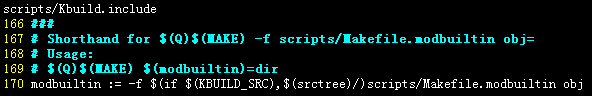 scripts/Kbuild.include
166 ###
167 # Shorthand for $(Q)$(MAKE) -f scripts/Makefile.modbuiltin obj=
168 # Usage:
169 # $(Q)$(MAKE) $(modbuiltin)=dir
170 modbuiltin := -f $(if $(KBUILD_SRC),$(srctree)/)scripts/Makefile.modbuiltin obj